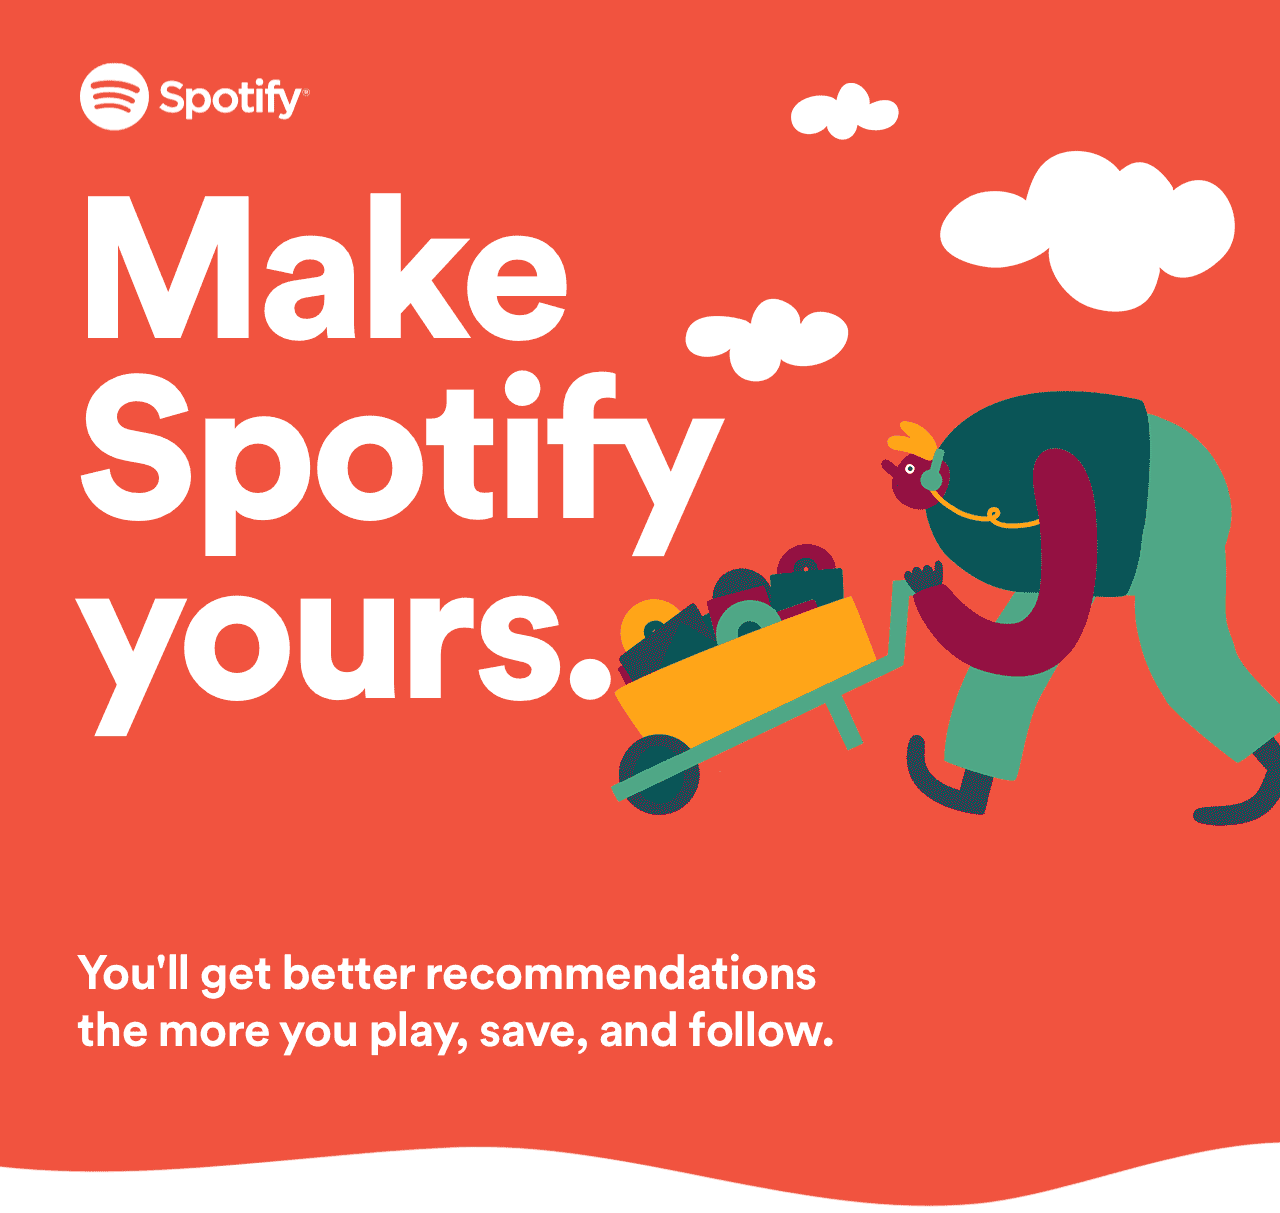 Spotify®
Make
Spotify
yours.
You'll get better recommendations
the more you play, save, and follow.